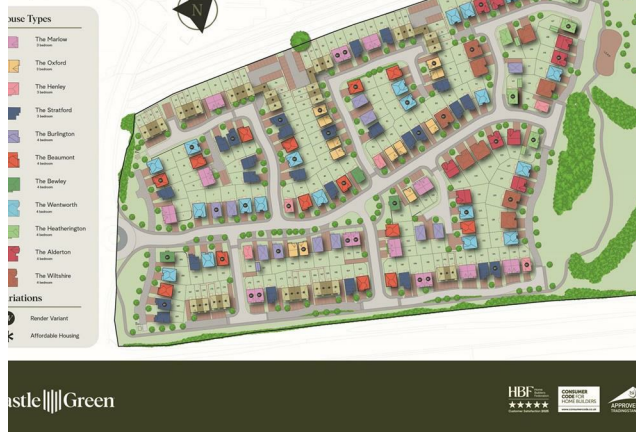 ouse Types
The Marlow
The Oxford
The Henley
The Stratford
The Burlington
The Beaumont
The Bewley
The Wentworth
The Heatherington
The Alderton
The Wiltshire
ariations
Render Variant
Affordable Housing
N
astle Green
HBF
CONSUMER
CODE FOR
HOME BUILDERS
APPROVE